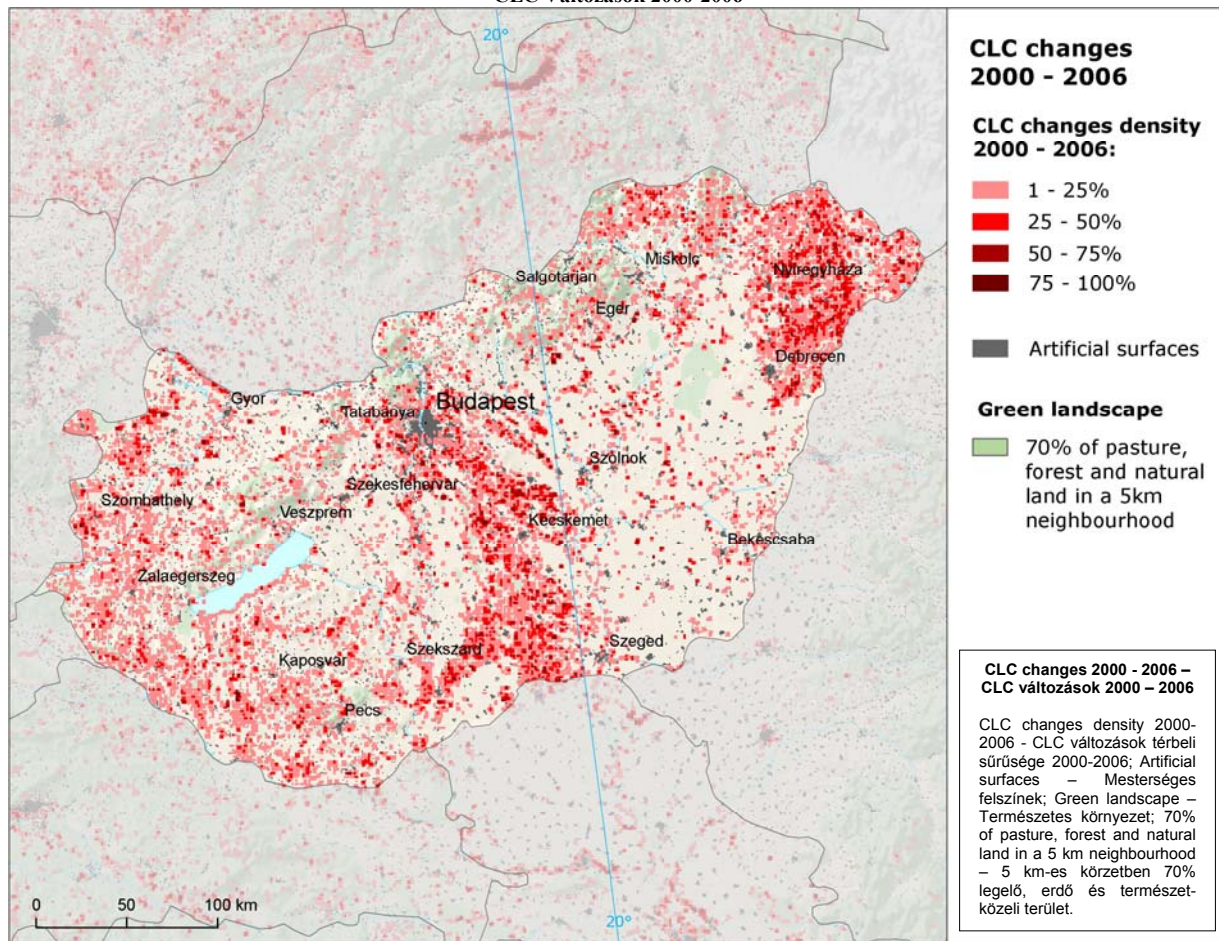 CLC változások 2000-2006
20°
CLC changes
2000 - 2006
CLC changes density
2000 - 2006:
1 - 25%
25 - 50%
50 - 75%
75 - 100%
Artificial surfaces
Green landscape
70% of pasture,
forest and natural
land in a 5km
neighbourhood
Salgotarjan
Miskolc
Nyiregyhaza
Eger
Debrecen
Gyor
Tatabanya
Budapest
Szolnok
Szombathely
Szekesfehervar
Veszprem
Kecskemet
Bekescsaba
Zalaegerszeg
Kaposvar
Szekszard
Szeged
Pecs
0 50 100 km
20°
CLC changes 2000 - 2006 –
CLC változások 2000 – 2006
CLC changes density 2000-
2006 - CLC változások térbeli
sűrűsége 2000-2006; Artificial
surfaces – Mesterséges
felszínek; Green landscape –
Természetes környezet; 70%
of pasture, forest and natural
land in a 5 km neighbourhood
– 5 km-es körzetben 70%
legelő, erdő és természet-
közeli terület.